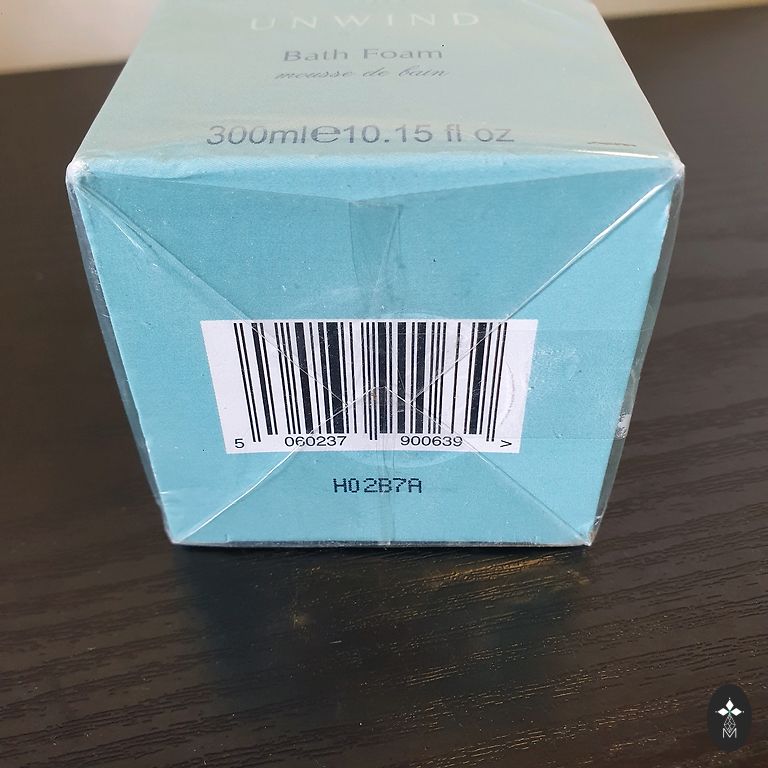 UNWIND
Bath Foam
mousse de bain
300ml℮10.15 fl oz
5 060237 900639 >
H02B7A
M